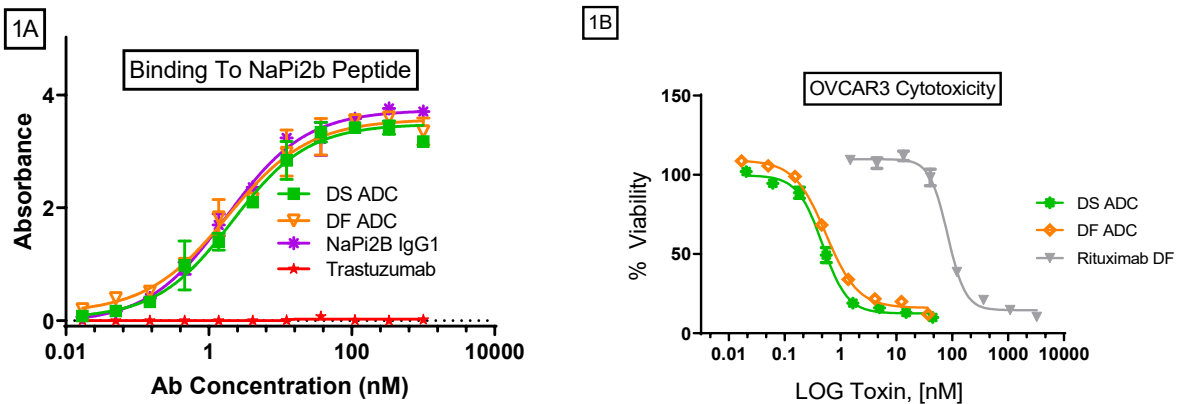 1A
Binding To NaPi2b Peptide
4
2
0
Absorbance
DS ADC
DF ADC
NaPi2B IgG1
Trastuzumab
0.01
1
100
10000
Ab Concentration (nM)
1B
OVCAR3 Cytotoxicity
150
100
50
0
% Viability
DS ADC
DF ADC
Rituximab DF
0.01
0.1
1
10
100
1000
10000
LOG Toxin, [nM]